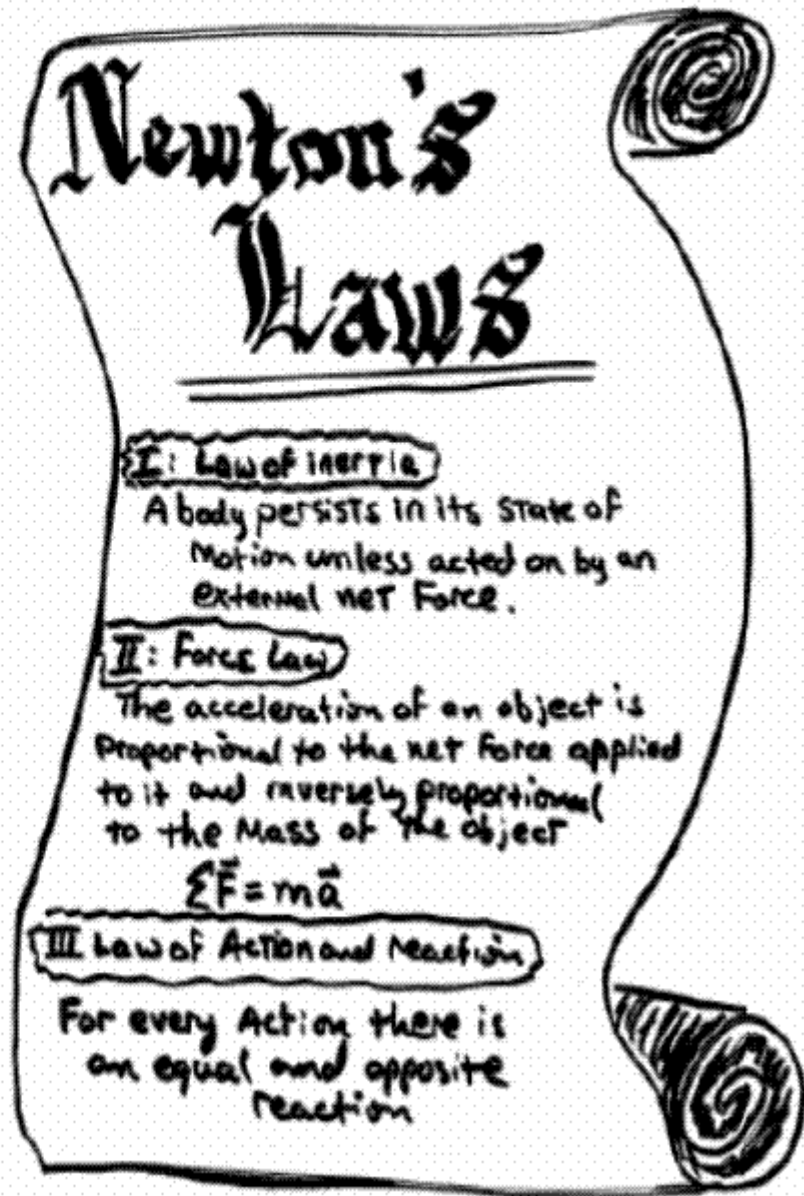 Newton's
Laws
I: Law of inertia
A body persists in its state of
Motion unless acted on by an
external net Force.
II: Force Law
The acceleration of an object is
proportional to the net Force applied
to it and inversely proportional
to the Mass of the object
ΣF⃗ = ma⃗
III Law of Action and reaction
For every Action there is
an equal and opposite
reaction